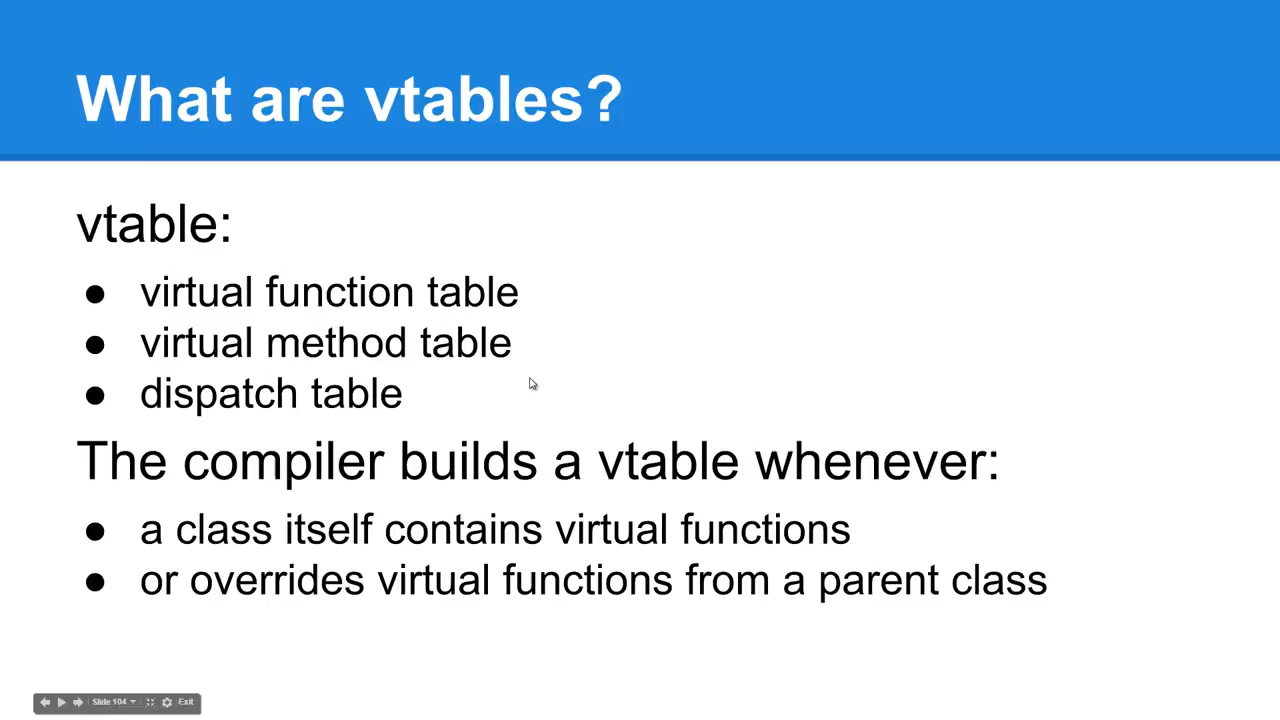 What are vtables?
vtable:
● virtual function table
● virtual method table
● dispatch table
The compiler builds a vtable whenever:
● a class itself contains virtual functions
● or overrides virtual functions from a parent class
Slide 104 Exit